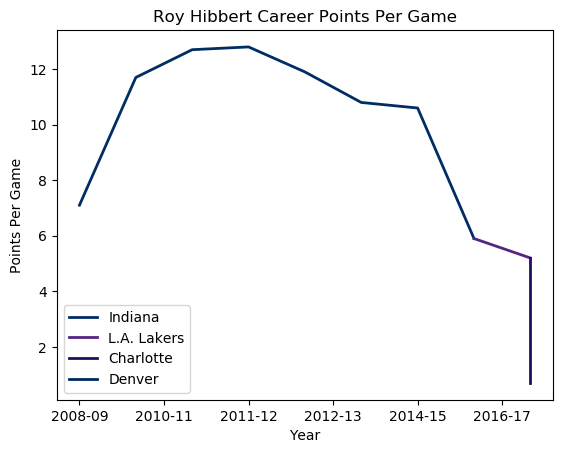 Roy Hibbert Career Points Per Game
Points Per Game
12
10
8
6
4
2
Indiana
L.A. Lakers
Charlotte
Denver
2008-09
2010-11
2011-12
2012-13
2014-15
2016-17
Year